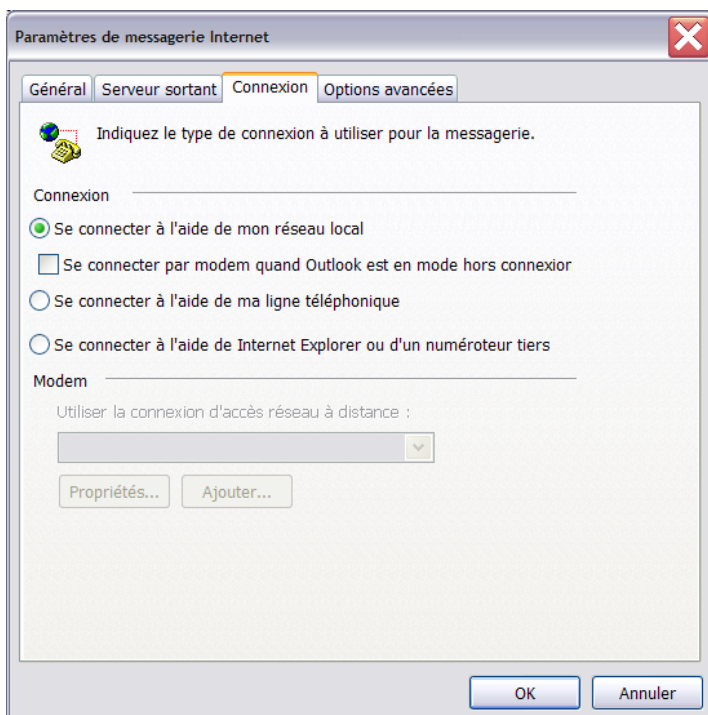 Paramètres de messagerie Internet
Général Serveur sortant Connexion Options avancées
Indiquez le type de connexion à utiliser pour la messagerie.
Connexion
Se connecter à l'aide de mon réseau local
Se connecter par modem quand Outlook est en mode hors connexior
Se connecter à l'aide de ma ligne téléphonique
Se connecter à l'aide de Internet Explorer ou d'un numéroteur tiers
Modem
Utiliser la connexion d'accès réseau à distance :
Propriétés... Ajouter...
OK Annuler